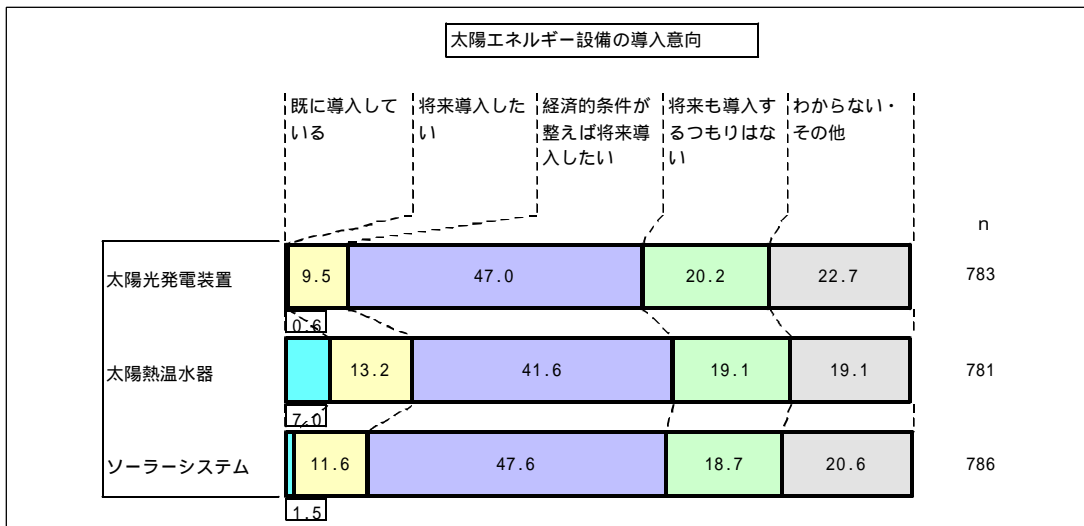 太陽エネルギー設備の導入意向
既に導入して
いる
将来導入した
い
経済的条件が
整えば将来導
入したい
将来も導入す
るつもりはな
い
わからない・
その他
n
太陽光発電装置
9.5
47.0
20.2
22.7
783
0.6
太陽熱温水器
13.2
41.6
19.1
19.1
781
7.0
ソーラーシステム
11.6
47.6
18.7
20.6
786
1.5